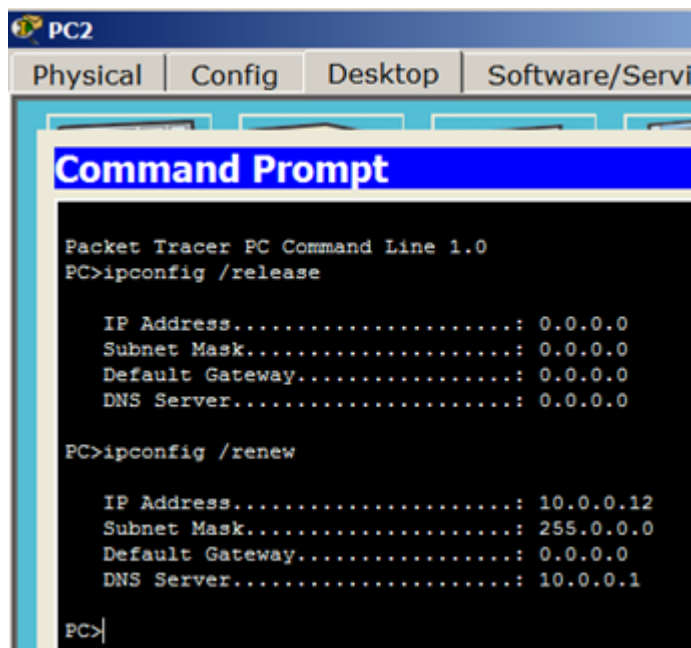 PC2
Physical Config Desktop Software/Servi
Command Prompt
Packet Tracer PC Command Line 1.0
PC>ipconfig /release
IP Address......................: 0.0.0.0
Subnet Mask.....................: 0.0.0.0
Default Gateway.................: 0.0.0.0
DNS Server......................: 0.0.0.0
PC>ipconfig /renew
IP Address......................: 10.0.0.12
Subnet Mask.....................: 255.0.0.0
Default Gateway.................: 0.0.0.0
DNS Server......................: 10.0.0.1
PC>